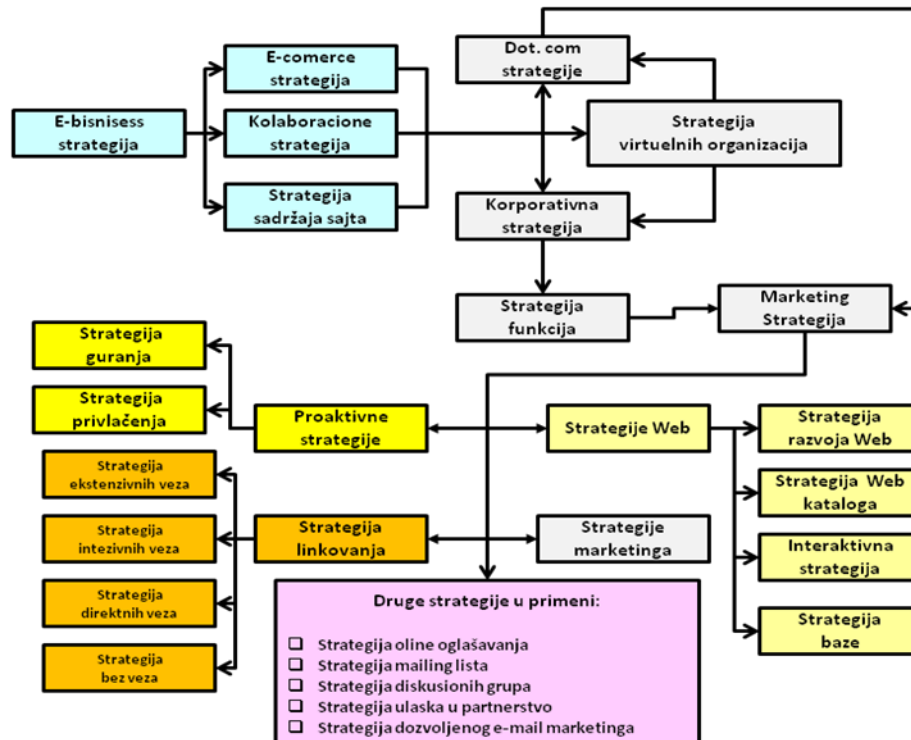 E-comerce
strategija
Dot. com
strategije
E-bisnisess
strategija
Kolaboracione
strategija
Strategija
virtuelnih organizacija
Strategija
sadržaja sajta
Korporativna
strategija
Strategija
funkcija
Marketing
Strategija
Strategija
guranja
Strategija
privlačenja
Proaktivne
strategije
Strategije Web
Strategija
razvoja Web
Strategija
ekstenzivnih veza
Strategija Web
kataloga
Strategija
intezivnih veza
Strategija
linkovanja
Strategije
marketinga
Interaktivna
strategija
Strategija
direktnih veza
Strategija
baze
Strategija
bez veza
Druge strategije u primeni:
❑ Strategija oline oglašavanja
❑ Strategija mailing lista
❑ Strategija diskusionih grupa
❑ Strategija ulaska u partnerstvo
❑ Strategija dozvoljenog e-mail marketinga